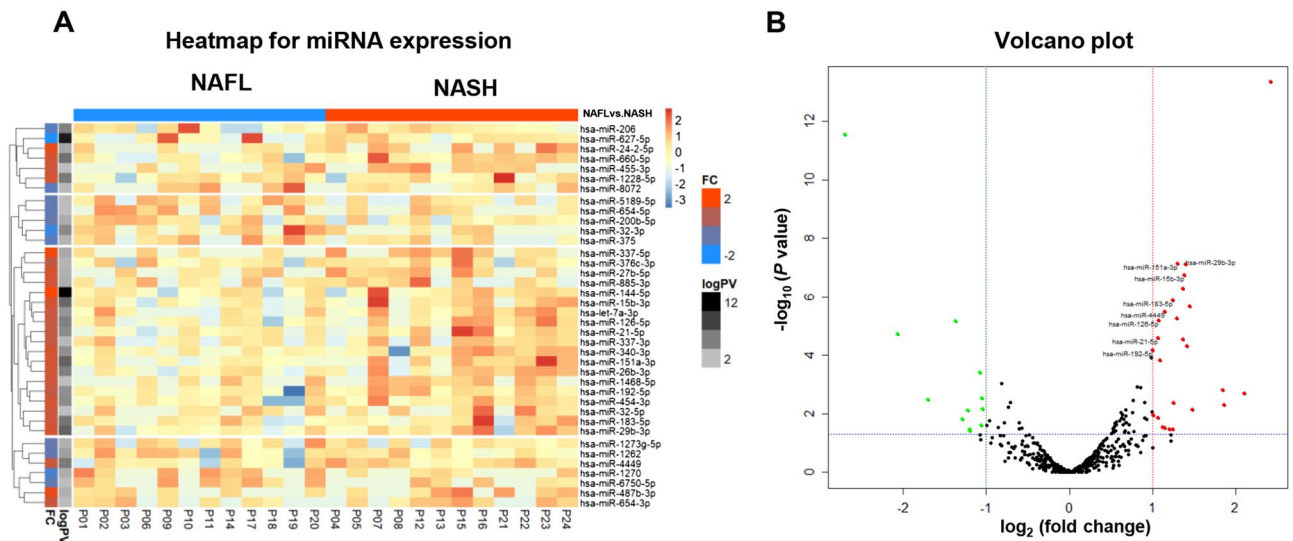 A
Heatmap for miRNA expression
NAFL
NASH
NAFLvs.NASH
hsa-miR-206
hsa-miR-627-5p
hsa-miR-24-2-5p
hsa-miR-660-5p
hsa-miR-455-3p
hsa-miR-1228-5p
hsa-miR-8072
hsa-miR-5189-5p
hsa-miR-654-5p
hsa-miR-200b-5p
hsa-miR-32-3p
hsa-miR-375
hsa-miR-337-5p
hsa-miR-376c-3p
hsa-miR-27b-5p
hsa-miR-885-3p
hsa-miR-144-5p
hsa-miR-15b-3p
hsa-let-7a-3p
hsa-miR-126-5p
hsa-miR-21-5p
hsa-miR-337-3p
hsa-miR-340-3p
hsa-miR-151a-3p
hsa-miR-26b-3p
hsa-miR-1468-5p
hsa-miR-192-5p
hsa-miR-454-3p
hsa-miR-32-5p
hsa-miR-183-5p
hsa-miR-29b-3p
hsa-miR-1273g-5p
hsa-miR-1262
hsa-miR-4449
hsa-miR-1270
hsa-miR-6750-5p
hsa-miR-487b-3p
hsa-miR-654-3p
FC
logPV
P01
P02
P03
P06
P09
P10
P11
P14
P17
P18
P19
P20
P04
P05
P07
P08
P12
P13
P15
P16
P21
P22
P23
P24
2
1
0
-1
-2
-3
FC
2
-2
logPV
12
2
B
Volcano plot
-log10 (P value)
12
10
8
6
4
2
0
hsa-miR-151a-3p
hsa-miR-29b-3p
hsa-miR-15b-3p
hsa-miR-183-5p
hsa-miR-4449
hsa-miR-126-5p
hsa-miR-21-5p
hsa-miR-192-5p
-2
-1
0
1
2
log2 (fold change)